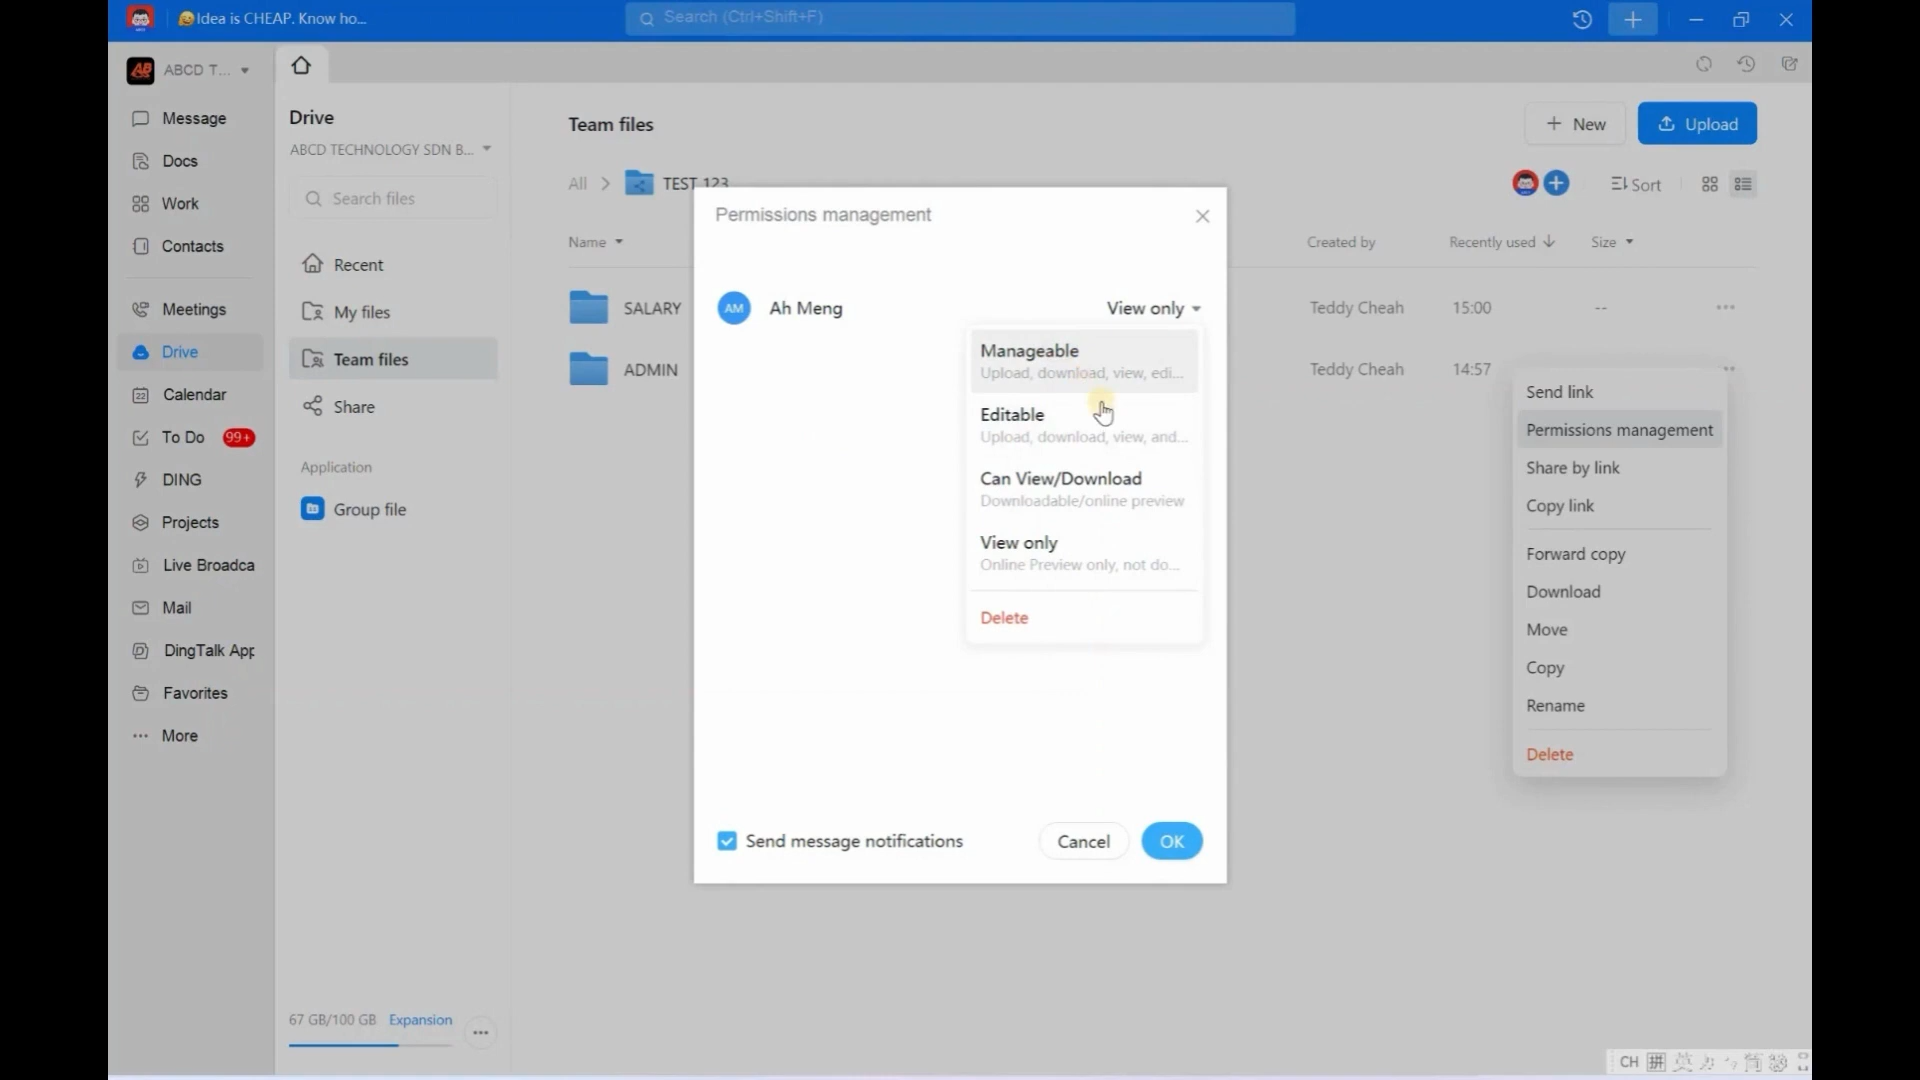 😊Idea is CHEAP. Know ho...
Search (Ctrl+Shift+F)
ABCD T...
Message
Docs
Work
Contacts
Meetings
Drive
Calendar
22
To Do
99+
DING
Projects
Live Broadca
Mail
DingTalk App
Favorites
More
Drive
ABCD TECHNOLOGY SDN B...
Search files
Recent
My files
Team files
Share
Application
Group file
67 GB/100 GB Expansion
Team files
New
Upload
All > TEST 123
Sort
Name
Created by
Recently used
Size
SALARY
Teddy Cheah
15:00
--
ADMIN
Teddy Cheah
14:57
Permissions management
AM
Ah Meng
View only
Manageable
Upload, download, view, edi...
Editable
Upload, download, view, and...
Can View/Download
Downloadable/online preview
View only
Online Preview only, not do...
Delete
Send message notifications
Cancel
OK
Send link
Permissions management
Share by link
Copy link
Forward copy
Download
Move
Copy
Rename
Delete
CH 拼 英 简